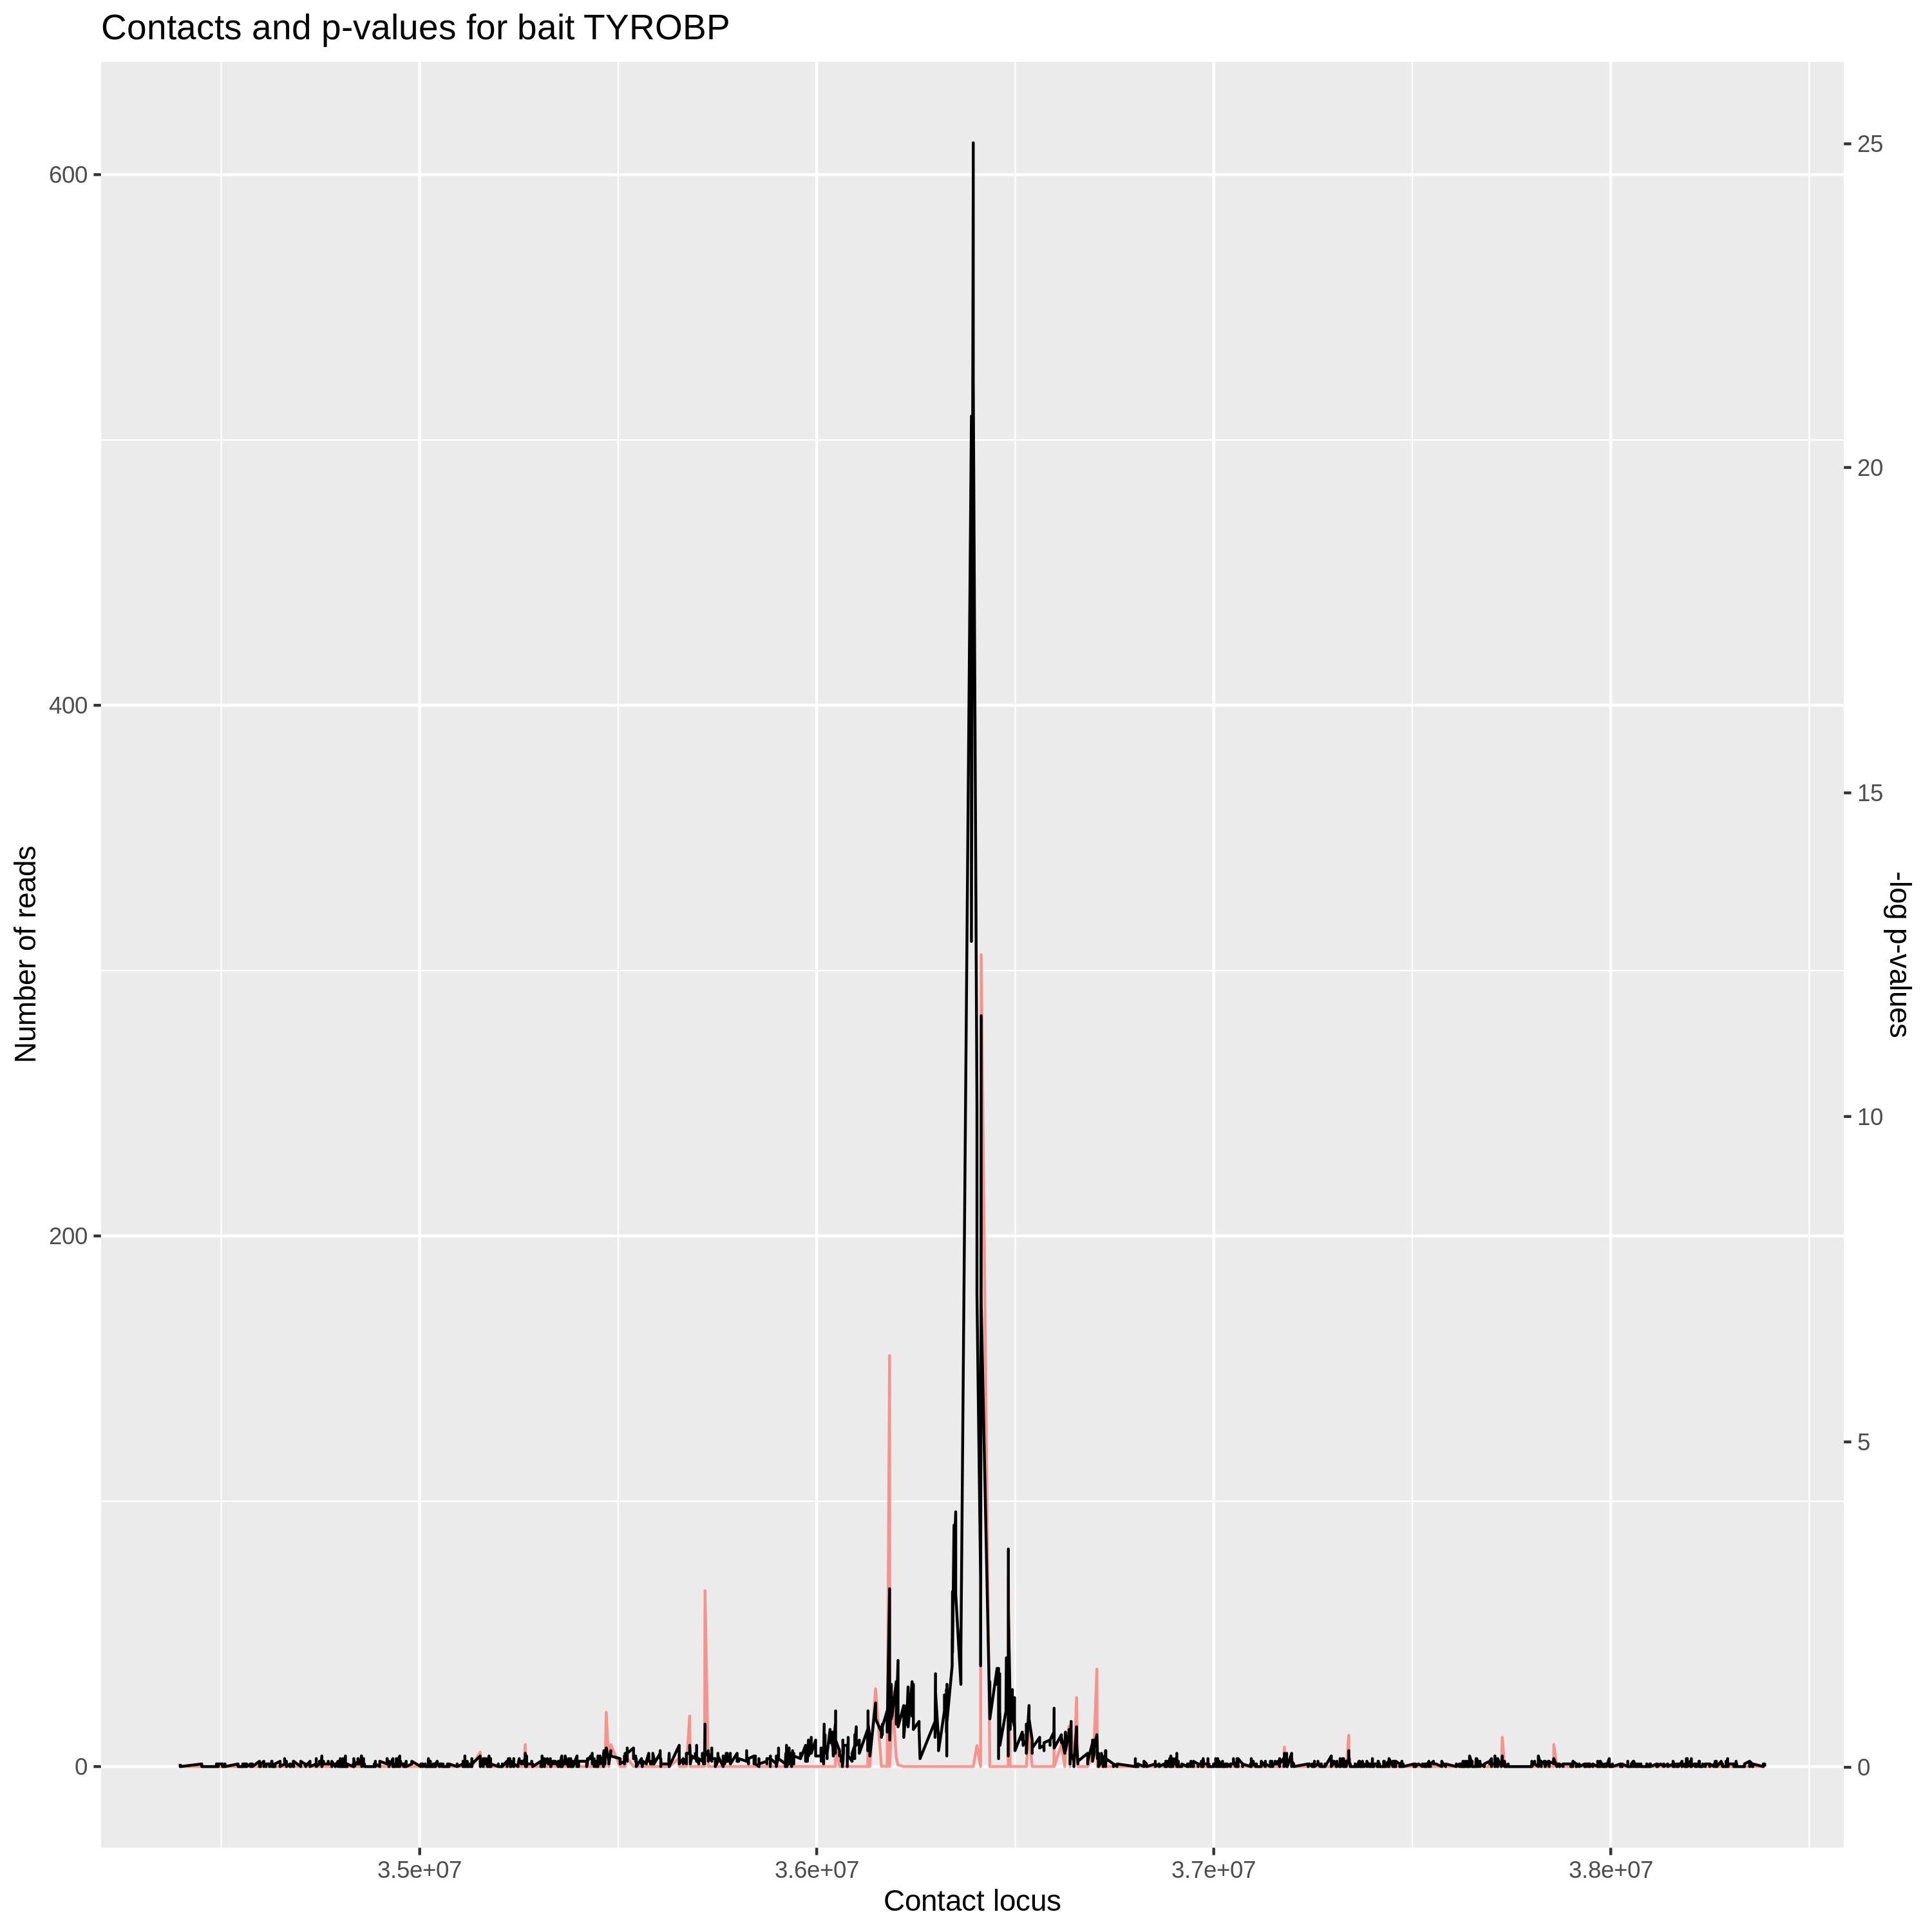 Contacts and p-values for bait TYROBP
600
400
200
0
Number of reads
25
20
15
10
5
0
-log p-values
3.5e+07
3.6e+07
3.7e+07
3.8e+07
Contact locus